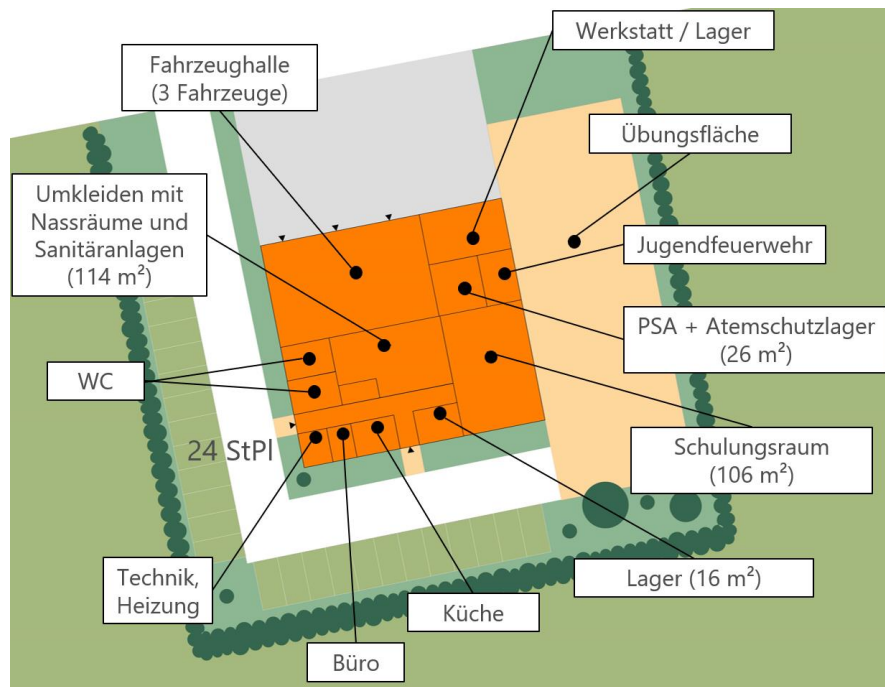 Werkstatt / Lager
Fahrzeughalle
(3 Fahrzeuge)
Übungsfläche
Umkleiden mit
Nassräume und
Sanitäranlagen
(114 m²)
Jugendfeuerwehr
PSA + Atemschutzlager
(26 m²)
WC
24 StPl
Schulungsraum
(106 m²)
Technik,
Heizung
Lager (16 m²)
Küche
Büro